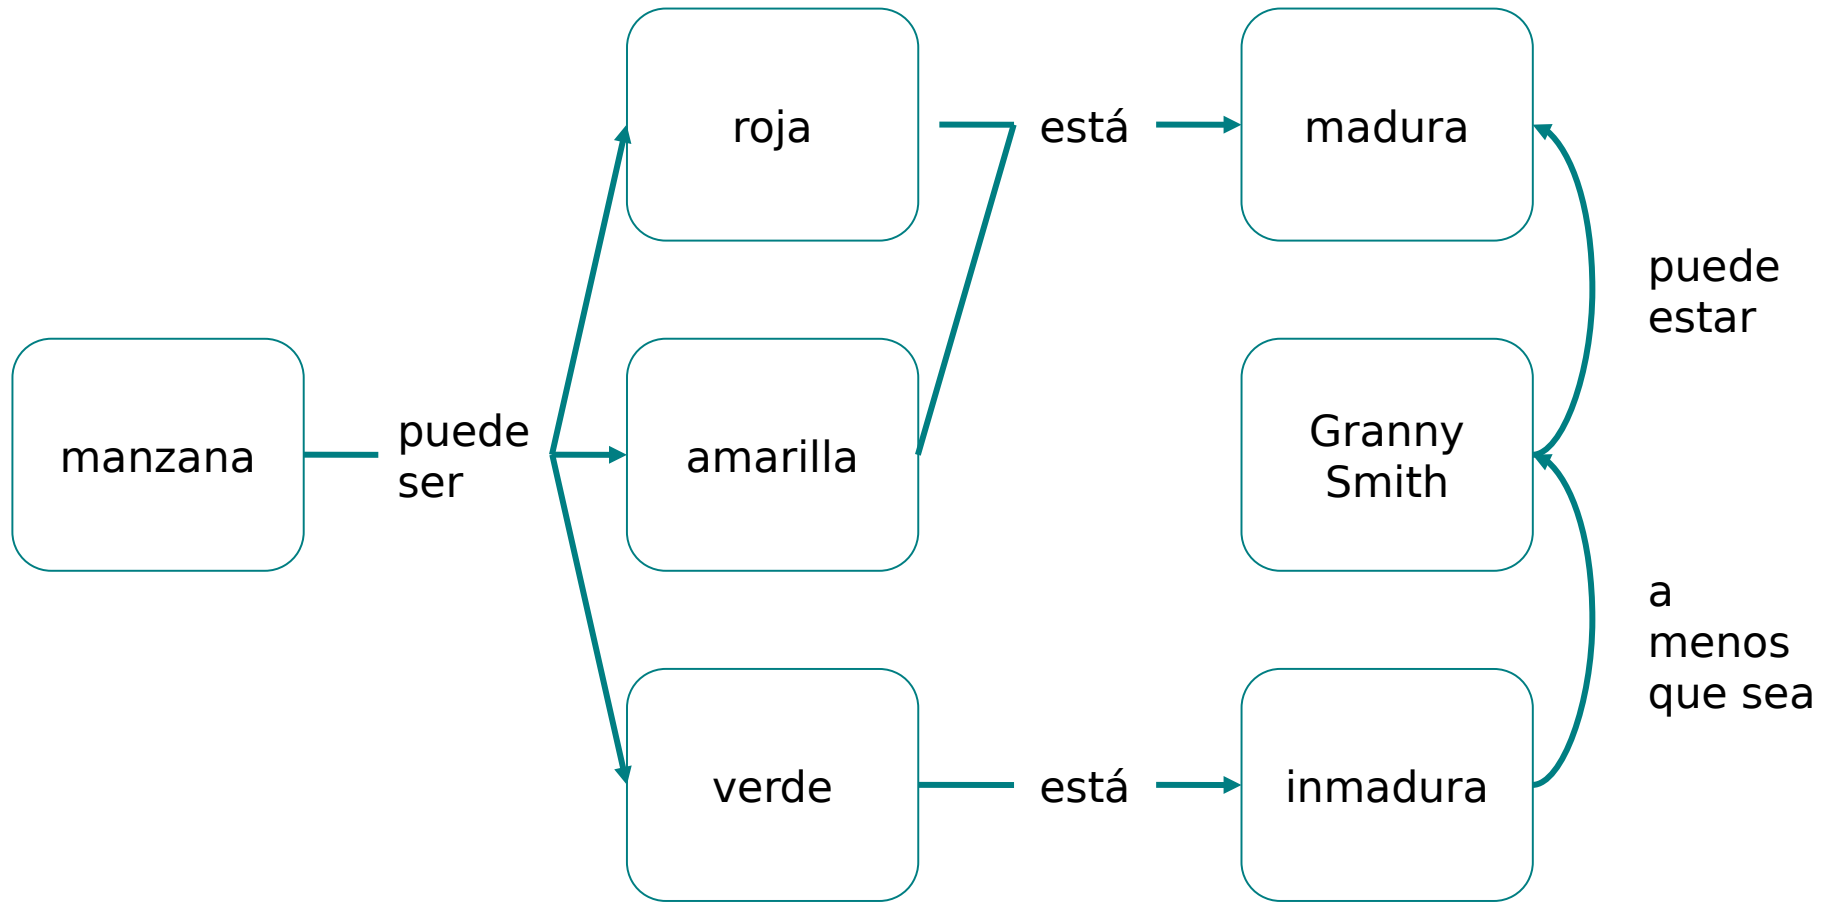 roja
está
madura
puede
estar
manzana
puede
ser
amarilla
Granny
Smith
a
menos
que sea
verde
está
inmadura